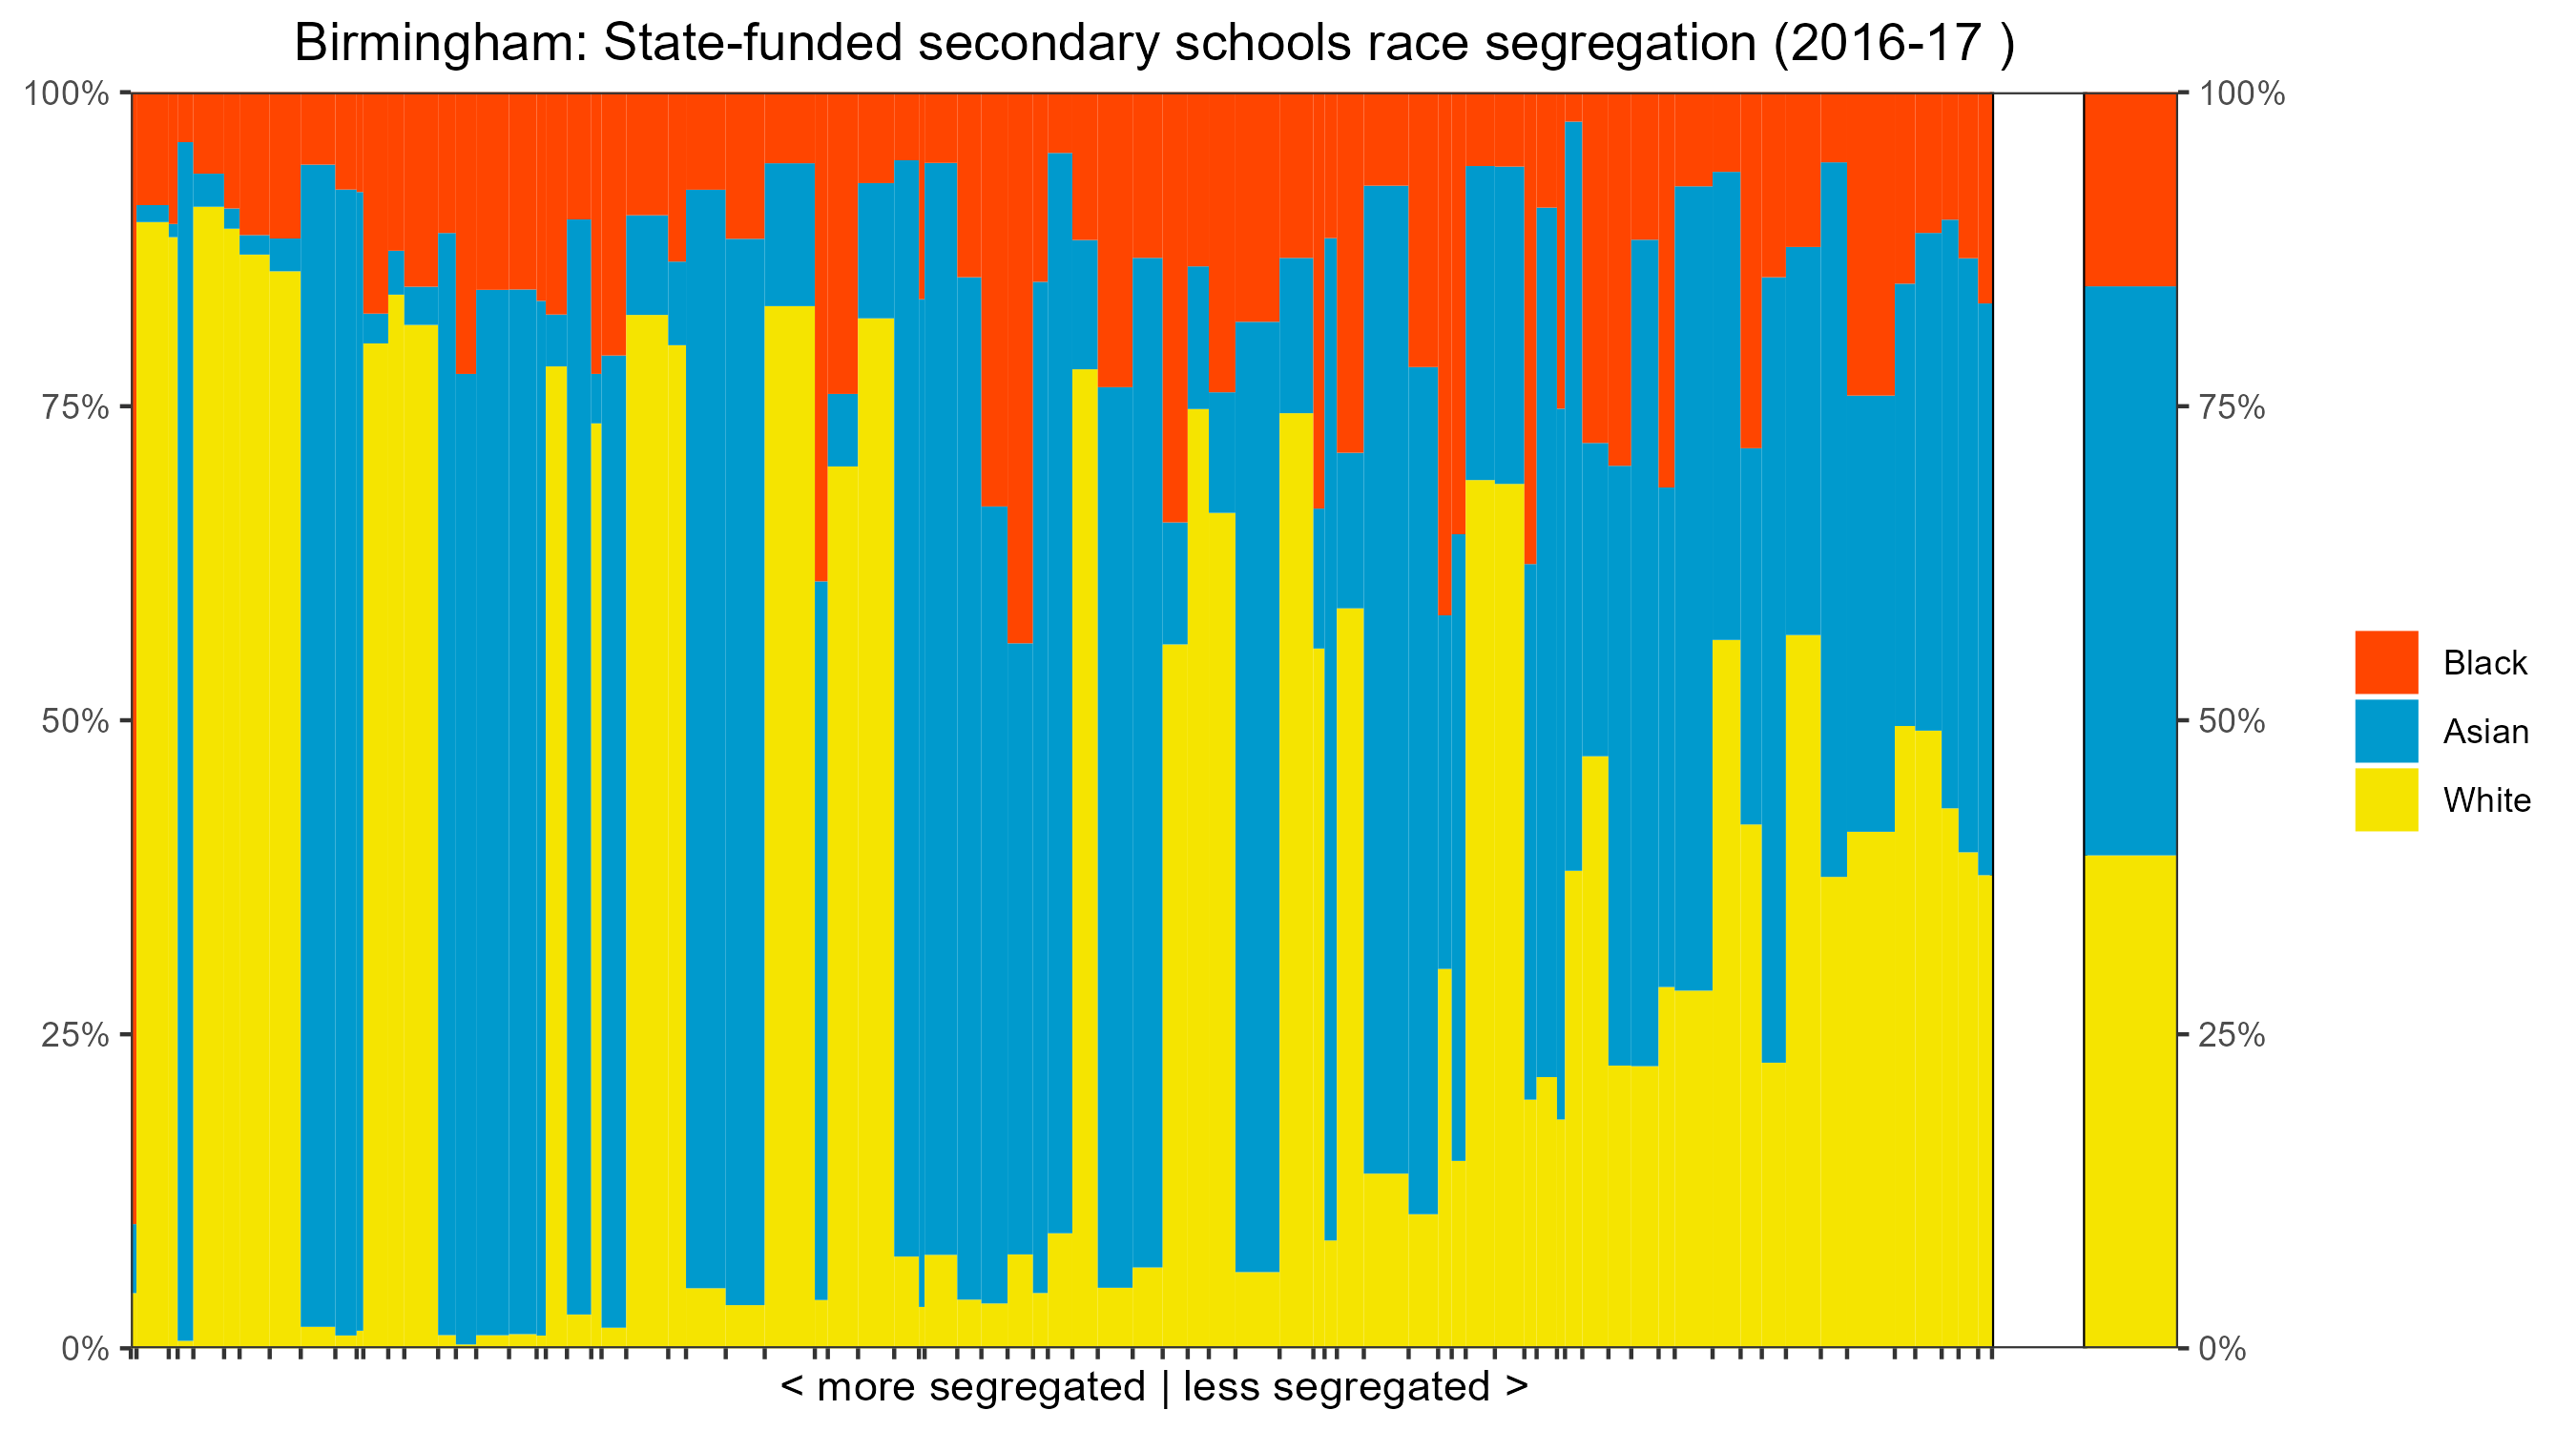 Birmingham: State-funded secondary schools race segregation (2016-17 )
100%
75%
50%
25%
0%
100%
75%
50%
25%
0%
Black
Asian
White
< more segregated | less segregated >